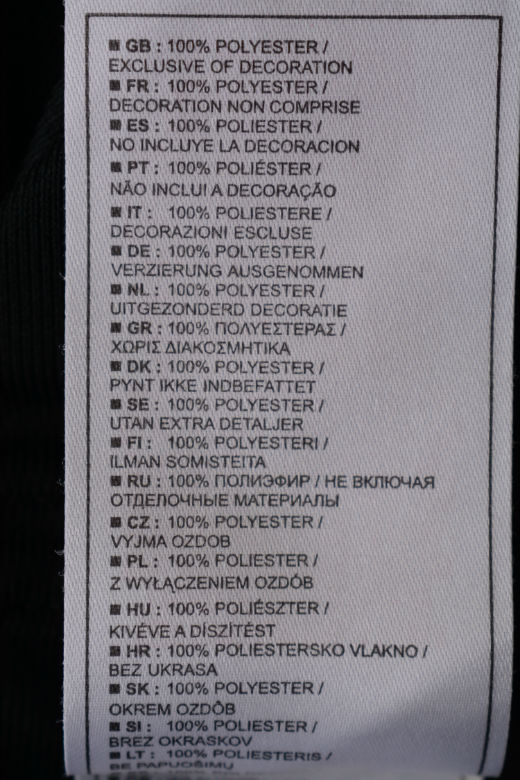 GB : 100% POLYESTER /
EXCLUSIVE OF DECORATION
FR : 100% POLYESTER /
DECORATION NON COMPRISE
ES : 100% POLIESTER /
NO INCLUYE LA DECORACION
PT : 100% POLIÉSTER /
NÃO INCLUI A DECORAÇÃO
IT : 100% POLIESTERE /
DECORAZIONI ESCLUSE
DE : 100% POLYESTER /
VERZIERUNG AUSGENOMMEN
NL : 100% POLYESTER /
UITGEZONDERD DECORATIE
GR : 100% ΠΟΛΥΕΣΤΕΡΑΣ /
ΧΩΡΙΣ ΔΙΑΚΟΣΜΗΤΙΚΑ
DK : 100% POLYESTER /
PYNT IKKE INDBEFATTET
SE : 100% POLYESTER /
UTAN EXTRA DETALJER
FI : 100% POLYESTERI /
ILMAN SOMISTEITA
RU : 100% ПОЛИЭФИР / НЕ ВКЛЮЧАЯ
ОТДЕЛОЧНЫЕ МАТЕРИАЛЫ
CZ : 100% POLYESTER /
VYJMA OZDOB
PL : 100% POLIESTER /
Z WYŁĄCZENIEM OZDÓB
HU : 100% POLIÉSZTER /
KIVÉVE A DÍSZÍTÉST
HR : 100% POLIESTERSKO VLAKNO /
BEZ UKRASA
SK : 100% POLYESTER /
OKREM OZDÔB
SI : 100% POLIESTER /
BREZ OKRASKOV
LT : 100% POLIESTERIS /
BE PAPUOŠIMŲ